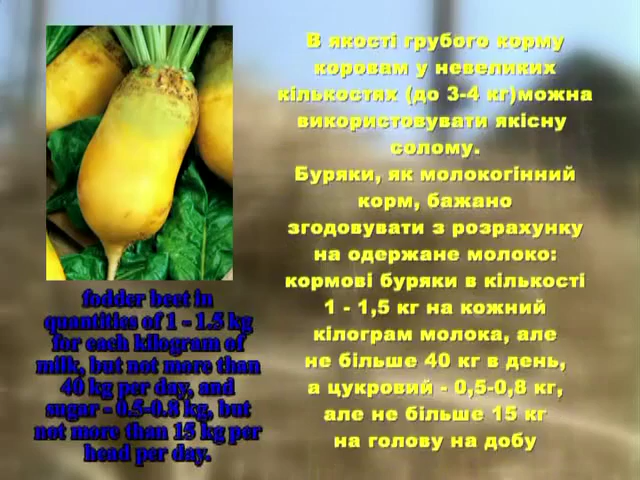 В якості грубого корму
коровам у невеликих
кількостях (до 3-4 кг)можна
використовувати якісну
солому.
Буряки, як молокогінний
корм, бажано
згодовувати з розрахунку
на одержане молоко:
кормові буряки в кількості
1 - 1,5 кг на кожний
кілограм молока, але
не більше 40 кг в день,
а цукровий - 0,5-0,8 кг,
але не більше 15 кг
на голову на добу
fodder beet in
quantities of 1 - 1.5 kg
for each kilogram of
milk, but not more than
40 kg per day, and
sugar - 0.5-0.8 kg, but
not more than 15 kg per
head per day.